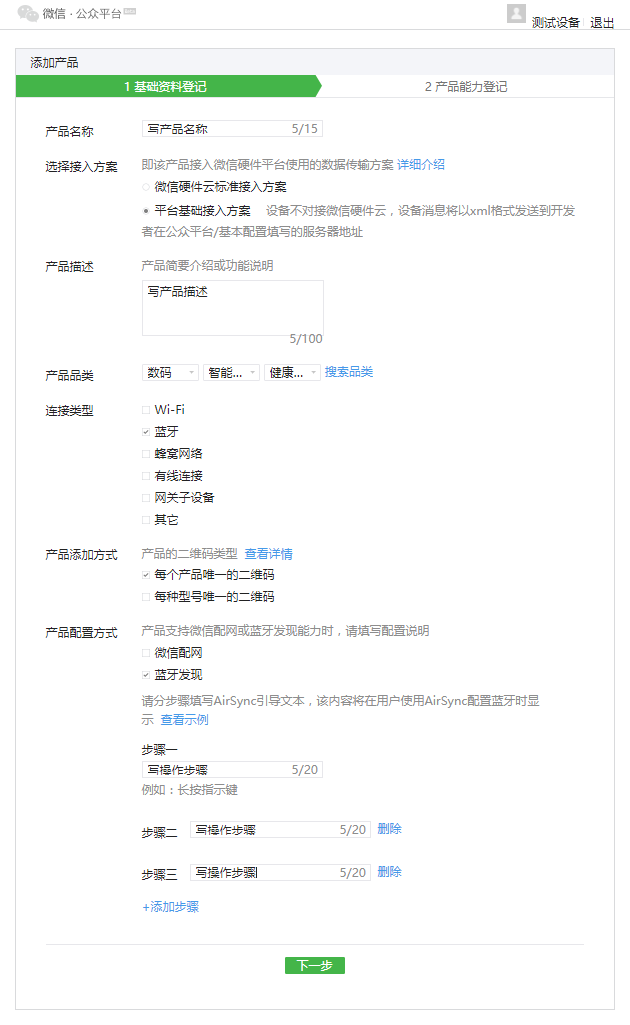 微信·公众平台
测试设备 退出
添加产品
1 基础资料登记
2 产品能力登记
产品名称
写产品名称 5/15
选择接入方案
即该产品接入微信硬件平台使用的数据传输方案 详细介绍
微信硬件云标准接入方案
平台基础接入方案 设备不对接微信硬件云，设备消息将以xml格式发送到开发
者在公众平台/基本配置填写的服务器地址
产品描述
产品简要介绍或功能说明
写产品描述
5/100
产品品类
数码 智能... 健康... 搜索品类
连接类型
Wi-Fi
蓝牙
蜂窝网络
有线连接
网关子设备
其它
产品添加方式
产品的二维码类型 查看详情
每个产品唯一的二维码
每种型号唯一的二维码
产品配置方式
产品支持微信配网或蓝牙发现能力时，请填写配置说明
微信配网
蓝牙发现
请分步骤填写AirSync引导文本，该内容将在用户使用AirSync配置蓝牙时显
示 查看示例
步骤一
写操作步骤 5/20
例如：长按指示键
步骤二 写操作步骤 5/20 删除
步骤三 写操作步骤 5/20 删除
+添加步骤
下一步